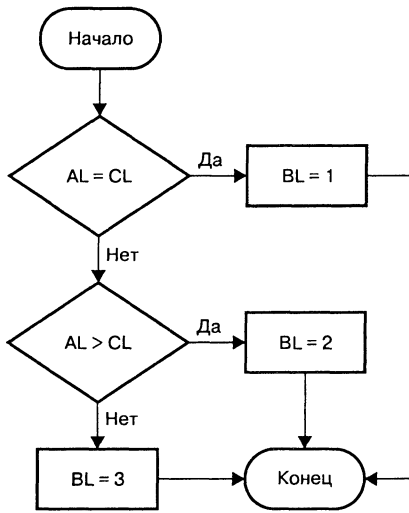 Начало
AL = CL
Да
BL = 1
Нет
AL > CL
Да
BL = 2
Нет
BL = 3
Конец